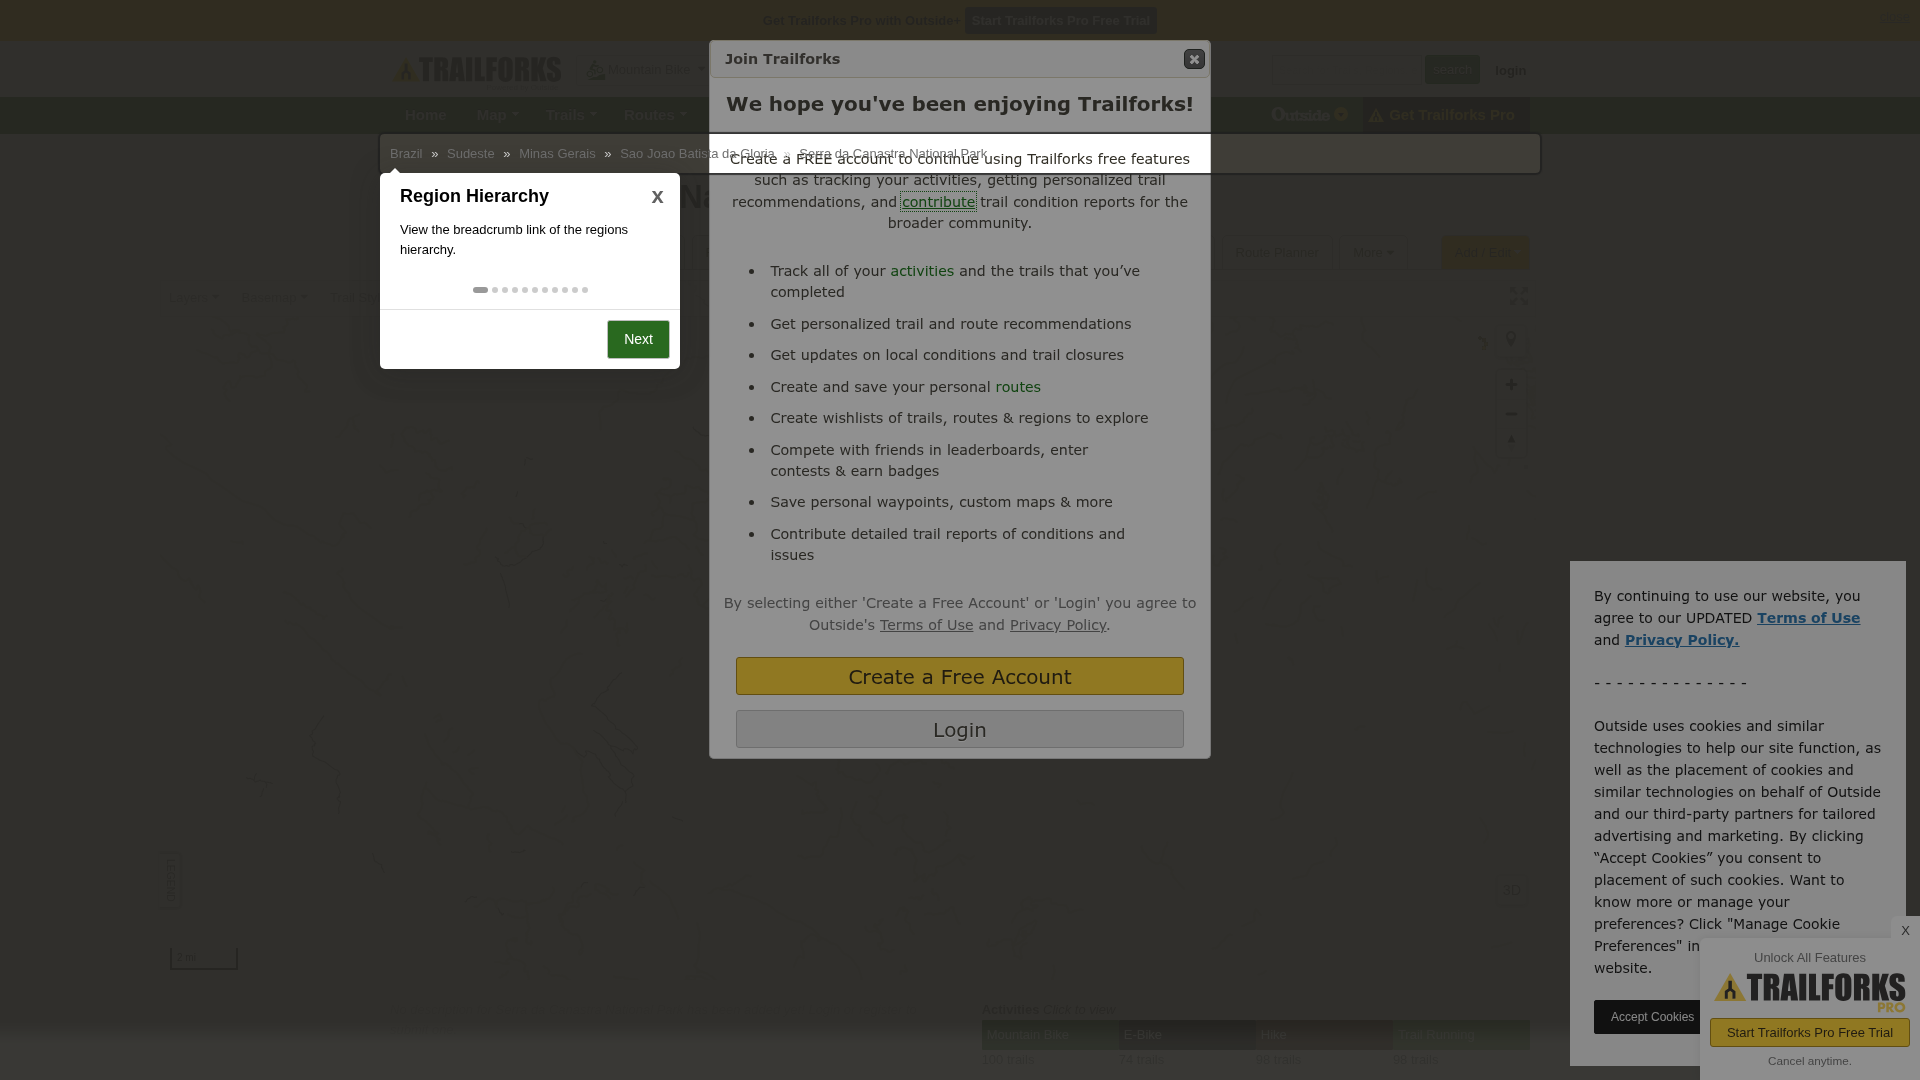 Get Trailforks Pro with Outside+ Start Trailforks Pro Free Trial
Join Trailforks
TRAILFORKS
Mountain Bike
search
login
We hope you've been enjoying Trailforks!
Home
Map
Trails
Routes
Outside
Get Trailforks Pro
Brazil » Sudeste » Minas Gerais » Sao Joao Batista da Gloria » Serra da Canastra National Park
Create a FREE account to continue using Trailforks free features
such as tracking your activities, getting personalized trail
recommendations, and contribute trail condition reports for the
broader community.
Region Hierarchy
X
View the breadcrumb link of the regions
hierarchy.
Next
Route Planner
More
Add / Edit
Track all of your activities and the trails that you’ve
completed
Get personalized trail and route recommendations
Get updates on local conditions and trail closures
Create and save your personal routes
Create wishlists of trails, routes & regions to explore
Compete with friends in leaderboards, enter
contests & earn badges
Save personal waypoints, custom maps & more
Contribute detailed trail reports of conditions and
issues
By selecting either 'Create a Free Account' or 'Login' you agree to
Outside's Terms of Use and Privacy Policy.
Create a Free Account
Login
LEGEND
3D
2 mi
Activities Click to view
Mountain Bike
E-Bike
Hike
Trail Running
74 trails
By continuing to use our website, you
agree to our UPDATED Terms of Use
and Privacy Policy.
- - - - - - - - - - - - - -
Outside uses cookies and similar
technologies to help our site function, as
well as the placement of cookies and
similar technologies on behalf of Outside
and our third-party partners for tailored
advertising and marketing. By clicking
“Accept Cookies” you consent to
placement of such cookies. Want to
know more or manage your
preferences? Click "Manage Cookie
Preferences" in
website.
Accept Cookies
X
Unlock All Features
TRAILFORKS
PRO
Start Trailforks Pro Free Trial
Cancel anytime.